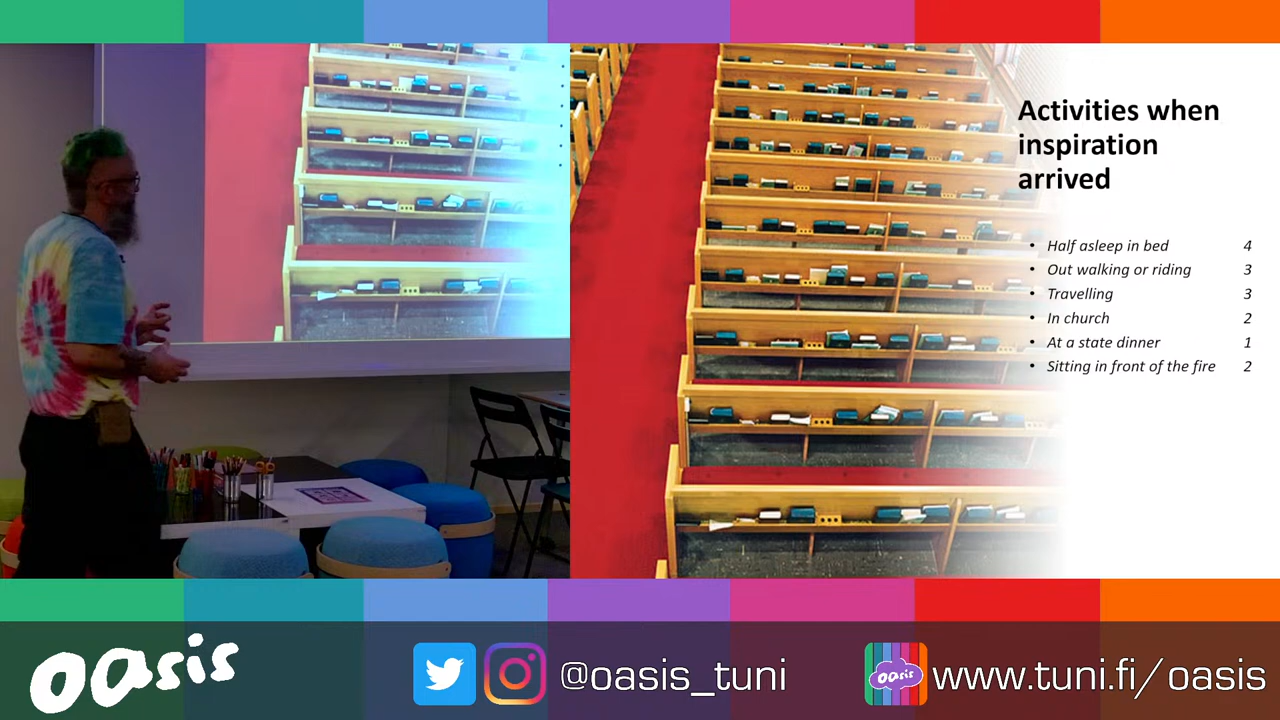 Activities when
inspiration
arrived
• Half asleep in bed 4
• Out walking or riding 3
• Travelling 3
• In church 2
• At a state dinner 1
• Sitting in front of the fire 2
oasis
@oasis_tuni
oasis
www.tuni.fi/oasis